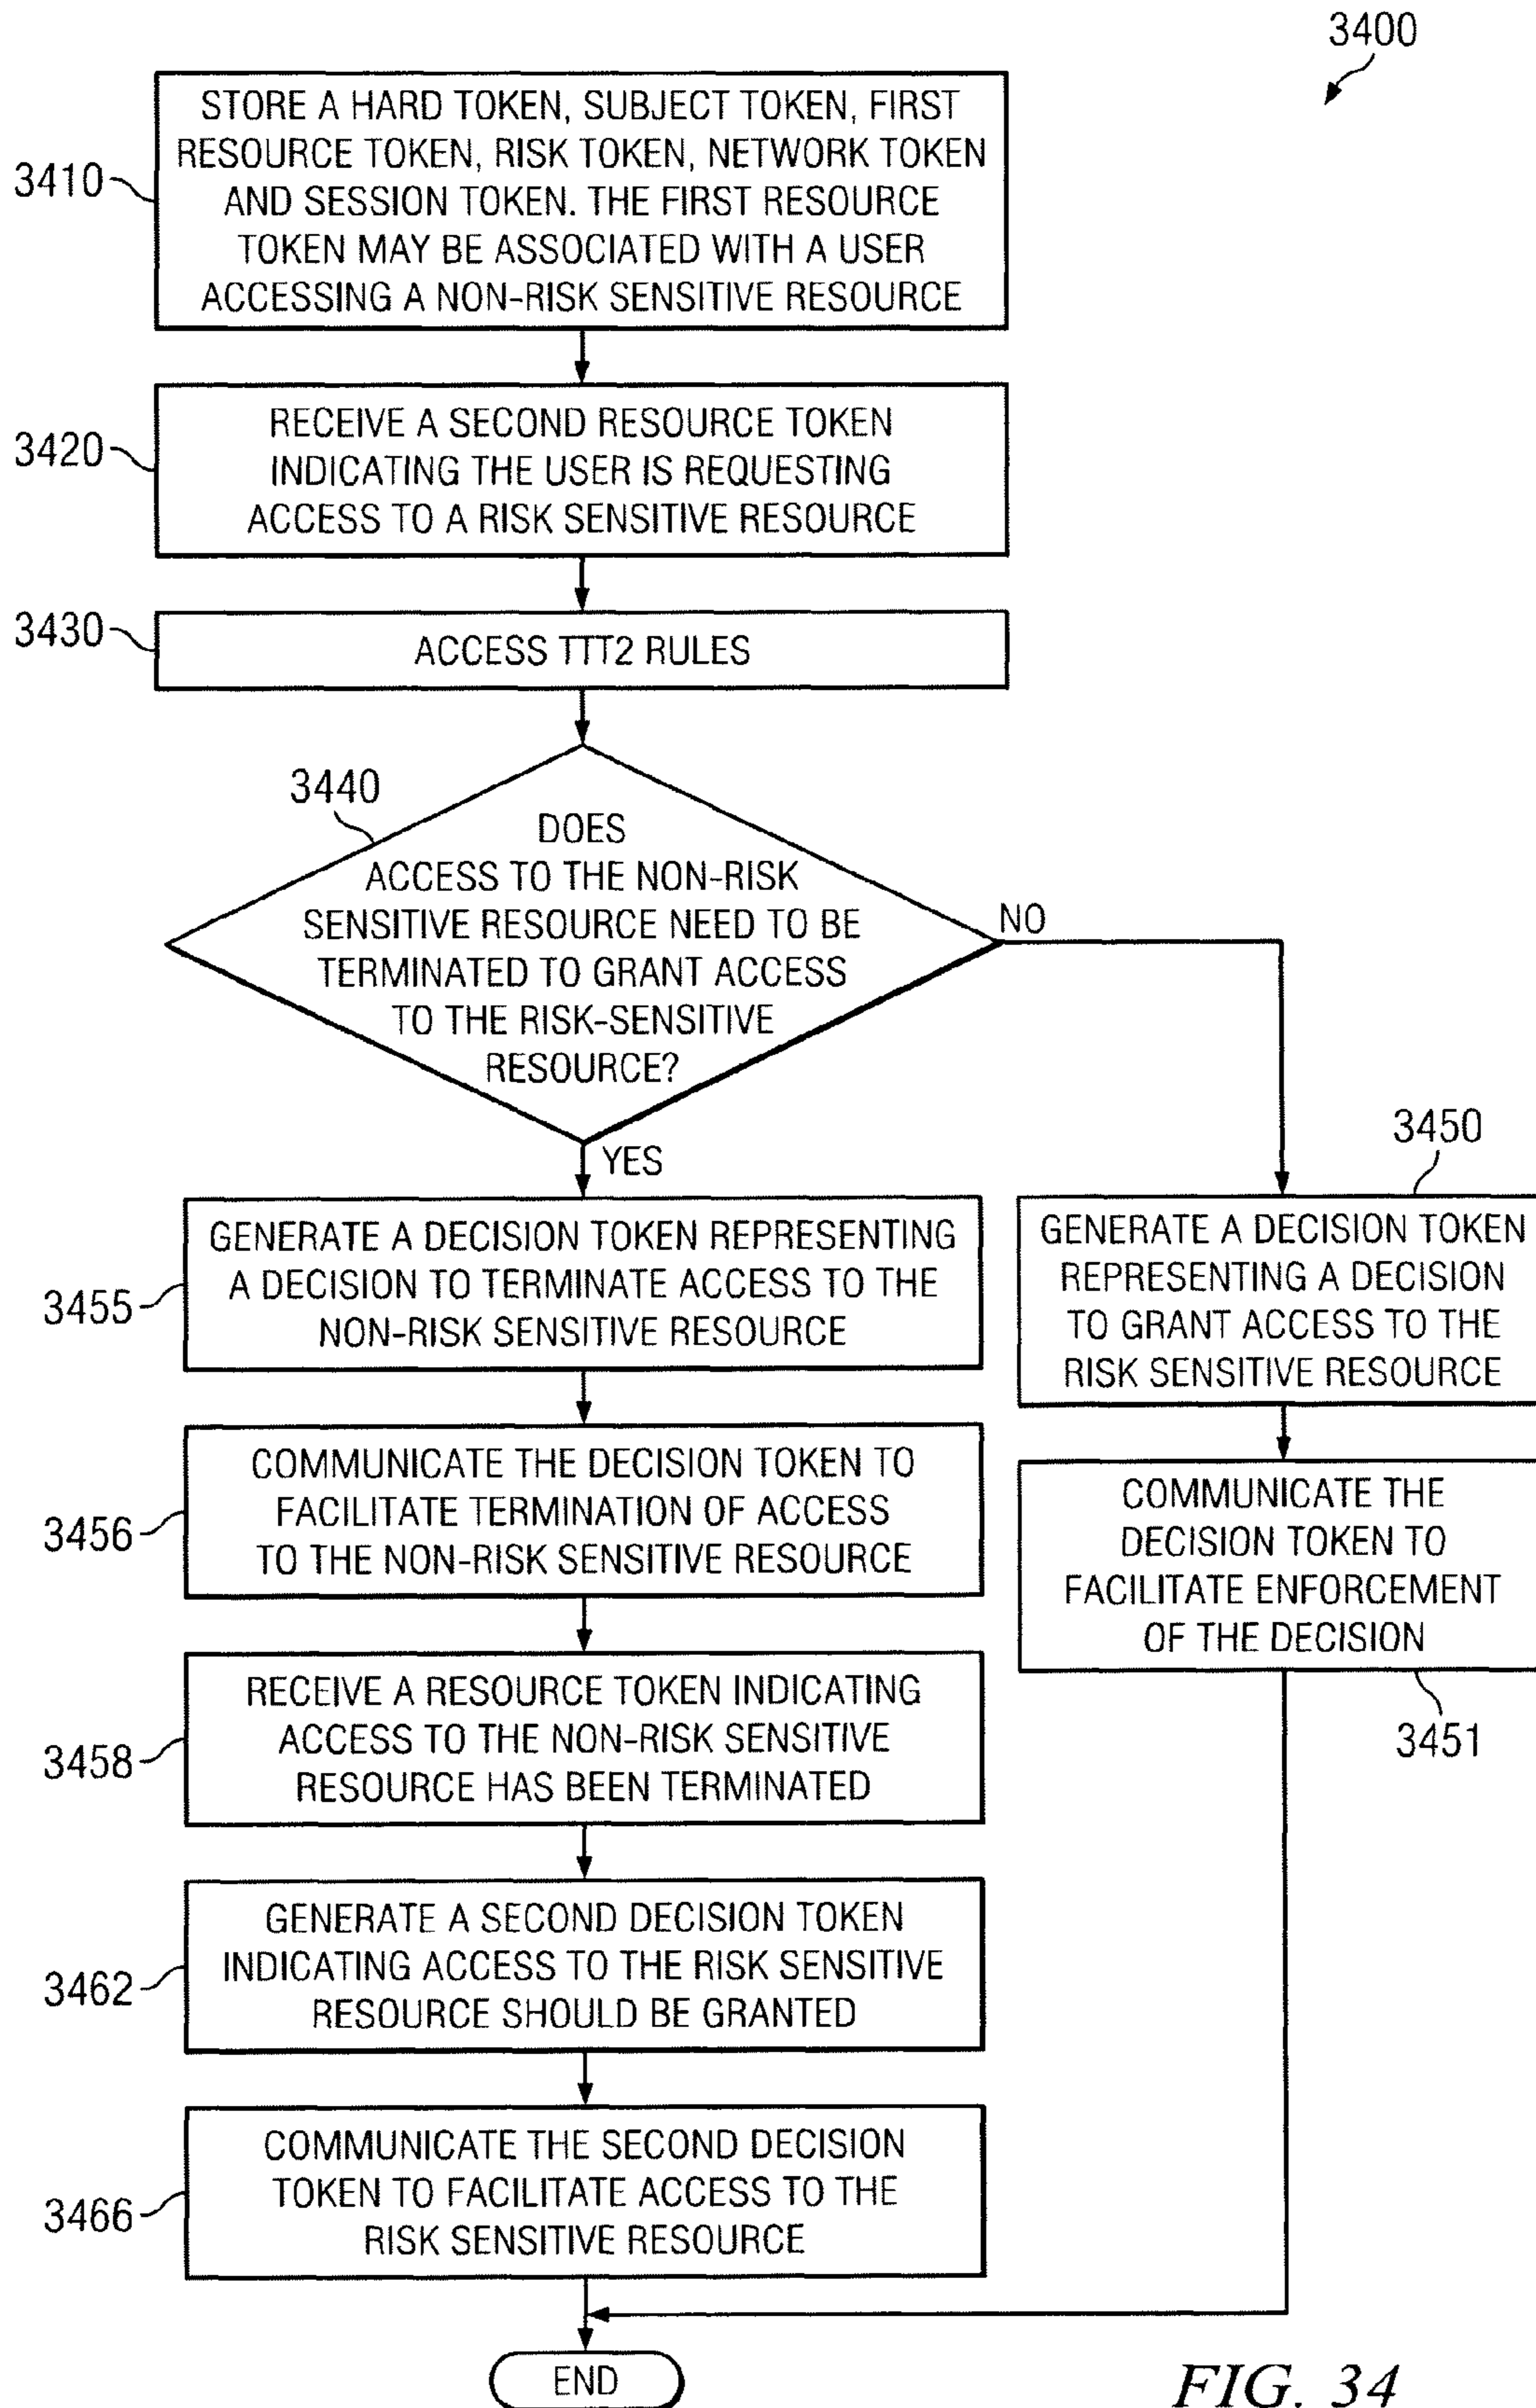 3400
STORE A HARD TOKEN, SUBJECT TOKEN, FIRST
RESOURCE TOKEN, RISK TOKEN, NETWORK TOKEN
AND SESSION TOKEN. THE FIRST RESOURCE
TOKEN MAY BE ASSOCIATED WITH A USER
ACCESSING A NON-RISK SENSITIVE RESOURCE
3410
RECEIVE A SECOND RESOURCE TOKEN
INDICATING THE USER IS REQUESTING
ACCESS TO A RISK SENSITIVE RESOURCE
3420
3430
ACCESS TTT2 RULES
3440
DOES
ACCESS TO THE NON-RISK
SENSITIVE RESOURCE NEED TO BE
TERMINATED TO GRANT ACCESS
TO THE RISK-SENSITIVE
RESOURCE?
NO
YES
3455
GENERATE A DECISION TOKEN REPRESENTING
A DECISION TO TERMINATE ACCESS TO THE
NON-RISK SENSITIVE RESOURCE
3456
COMMUNICATE THE DECISION TOKEN TO
FACILITATE TERMINATION OF ACCESS
TO THE NON-RISK SENSITIVE RESOURCE
3458
RECEIVE A RESOURCE TOKEN INDICATING
ACCESS TO THE NON-RISK SENSITIVE
RESOURCE HAS BEEN TERMINATED
3462
GENERATE A SECOND DECISION TOKEN
INDICATING ACCESS TO THE RISK SENSITIVE
RESOURCE SHOULD BE GRANTED
3466
COMMUNICATE THE SECOND DECISION
TOKEN TO FACILITATE ACCESS TO THE
RISK SENSITIVE RESOURCE
3450
GENERATE A DECISION TOKEN
REPRESENTING A DECISION
TO GRANT ACCESS TO THE
RISK SENSITIVE RESOURCE
COMMUNICATE THE
DECISION TOKEN TO
FACILITATE ENFORCEMENT
OF THE DECISION
3451
END
FIG. 34